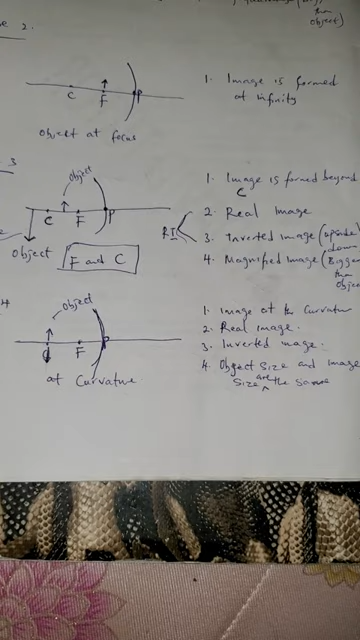 than
object)
2.
C
F
P
1. Image is formed
at infinity
object at focus
3
object
C
F
P
object
F and C
1. Image is formed beyond
C
RI
2. Real Image
3. Inverted image (upside
down
4. Magnified image (Bigger
than
object
4
object
C
F
P
at Curvature
1. Image at the Curvature
2. Real image.
3. Inverted image.
4. Object size and image
size are the same